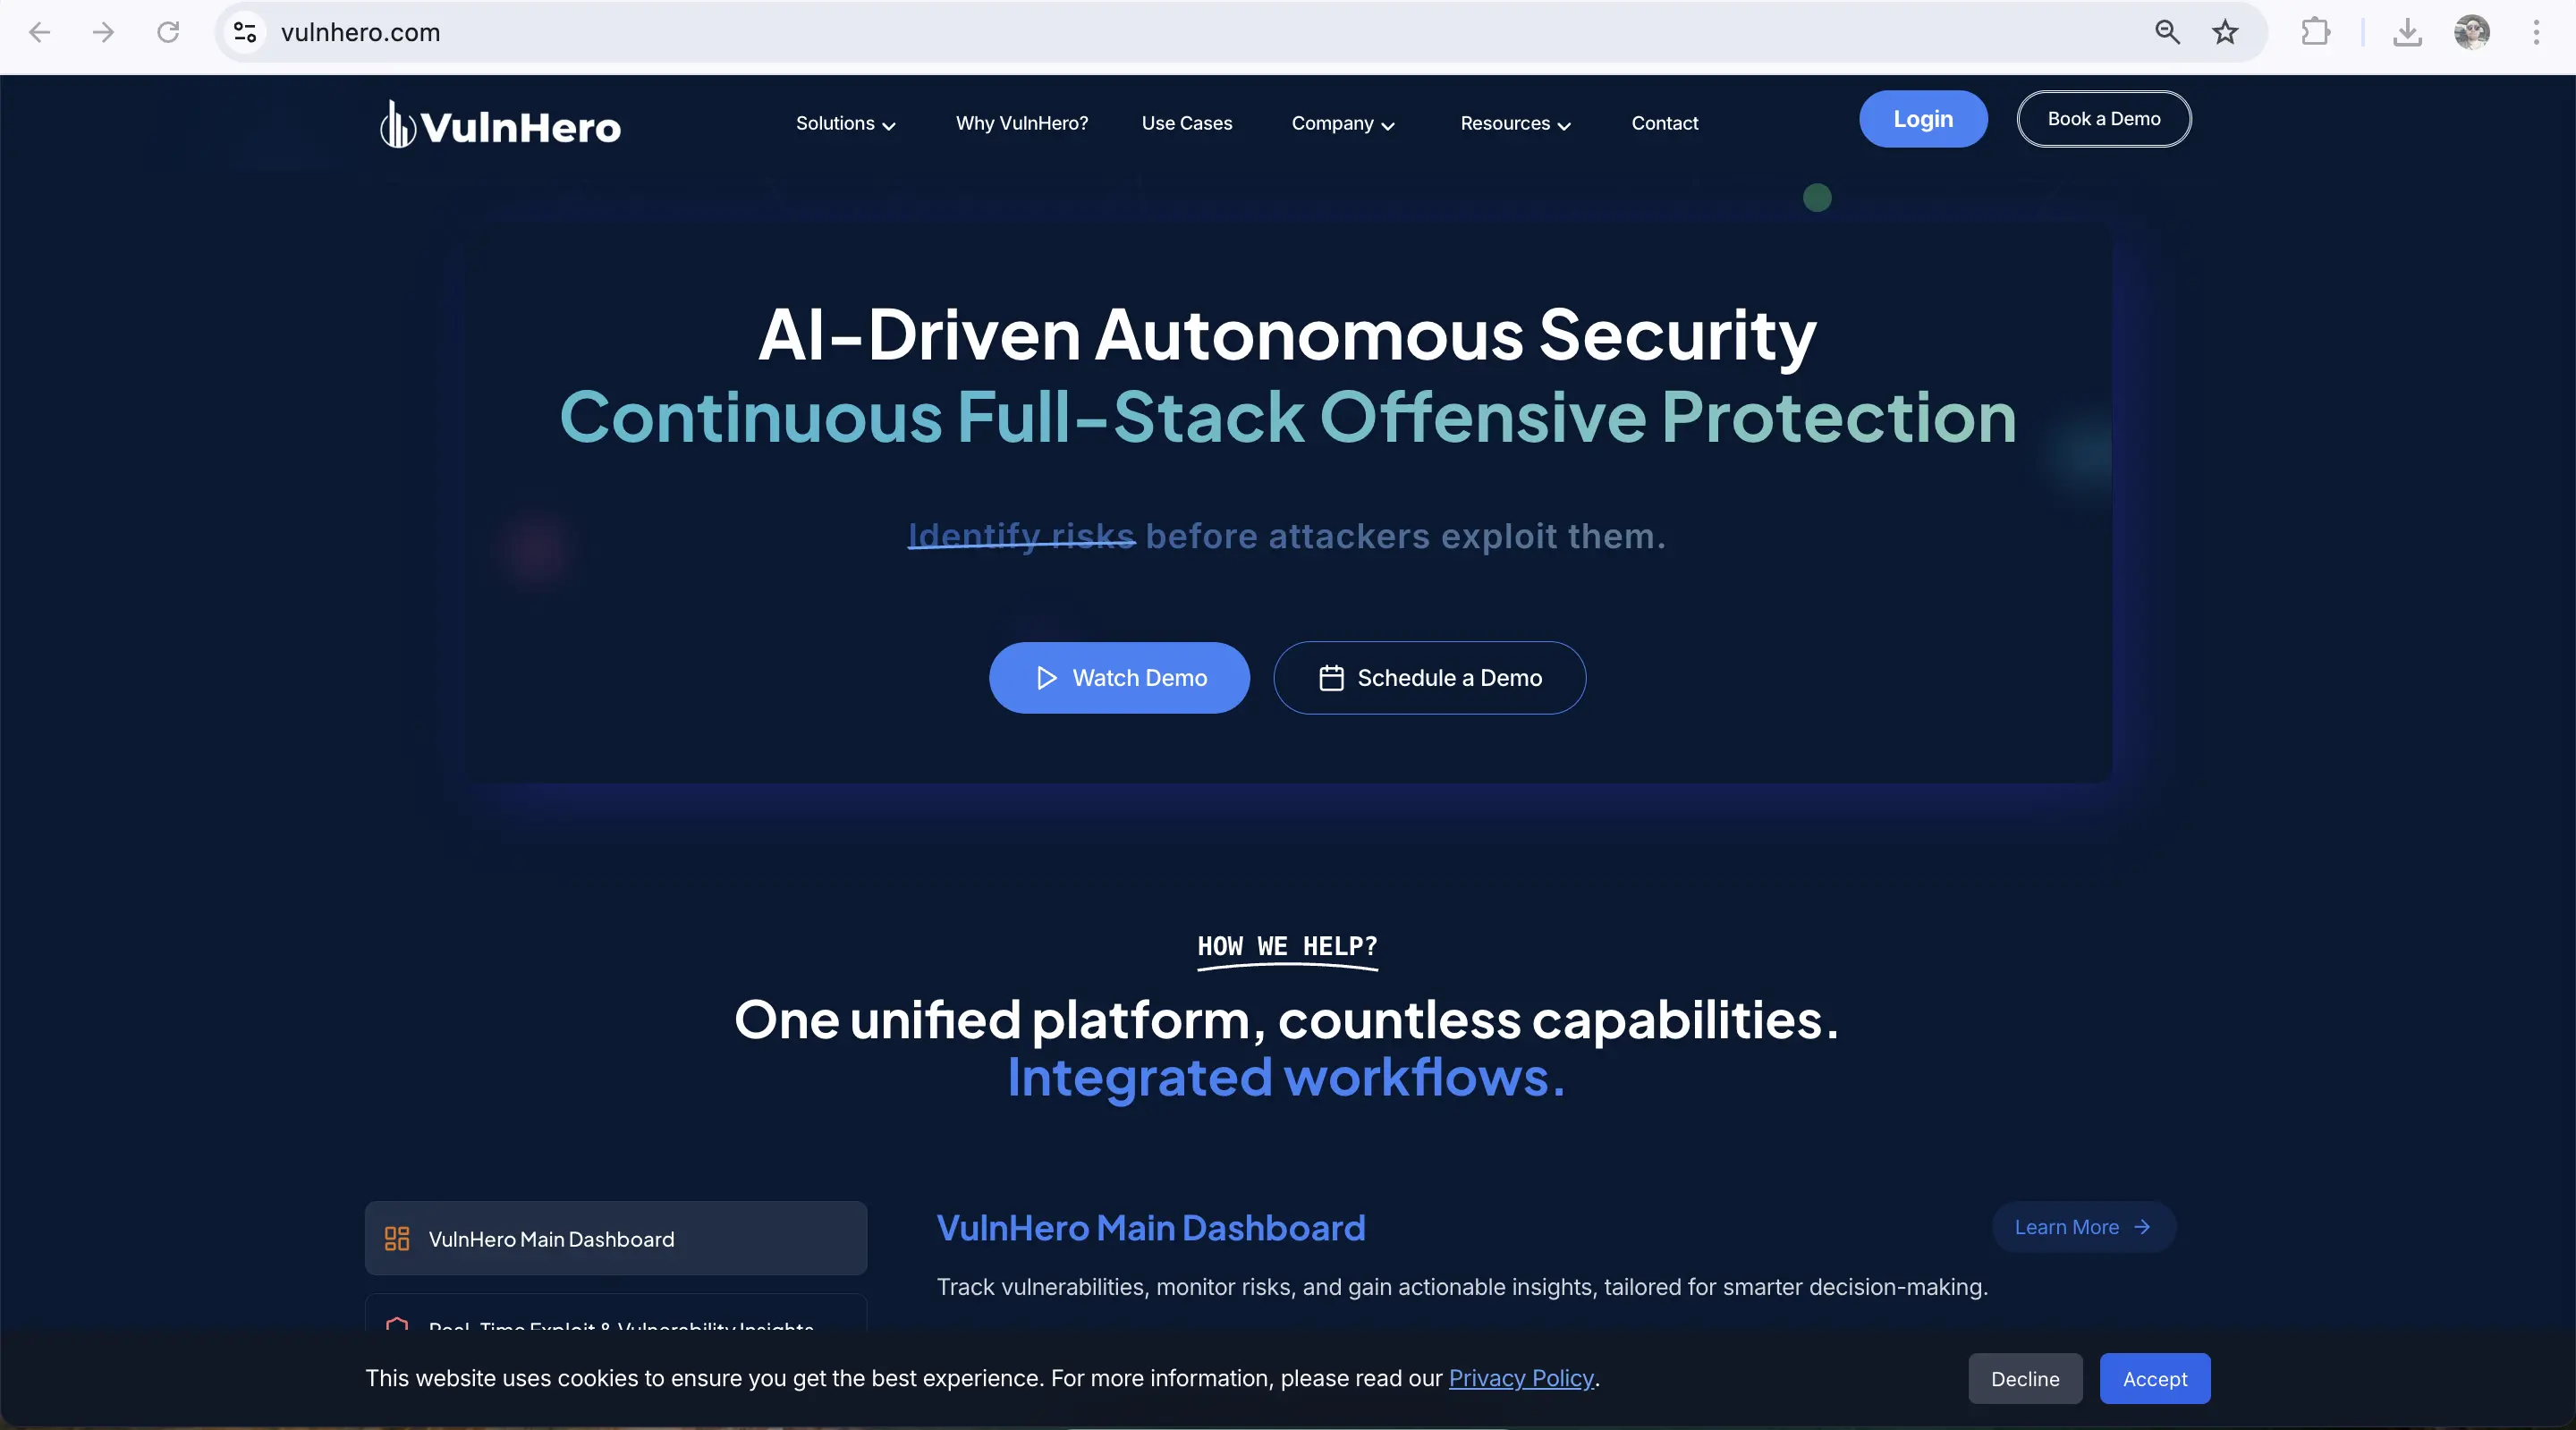 vulnhero.com
VulnHero
Solutions
Why VulnHero?
Use Cases
Company
Resources
Contact
Login
Book a Demo
AI-Driven Autonomous Security
Continuous Full-Stack Offensive Protection
Identify risks before attackers exploit them.
Watch Demo
Schedule a Demo
HOW WE HELP?
One unified platform, countless capabilities.
Integrated workflows.
VulnHero Main Dashboard
VulnHero Main Dashboard
Learn More
Track vulnerabilities, monitor risks, and gain actionable insights, tailored for smarter decision-making.
Real-Time Exploit & Vulnerability Insights
This website uses cookies to ensure you get the best experience. For more information, please read our Privacy Policy.
Decline
Accept